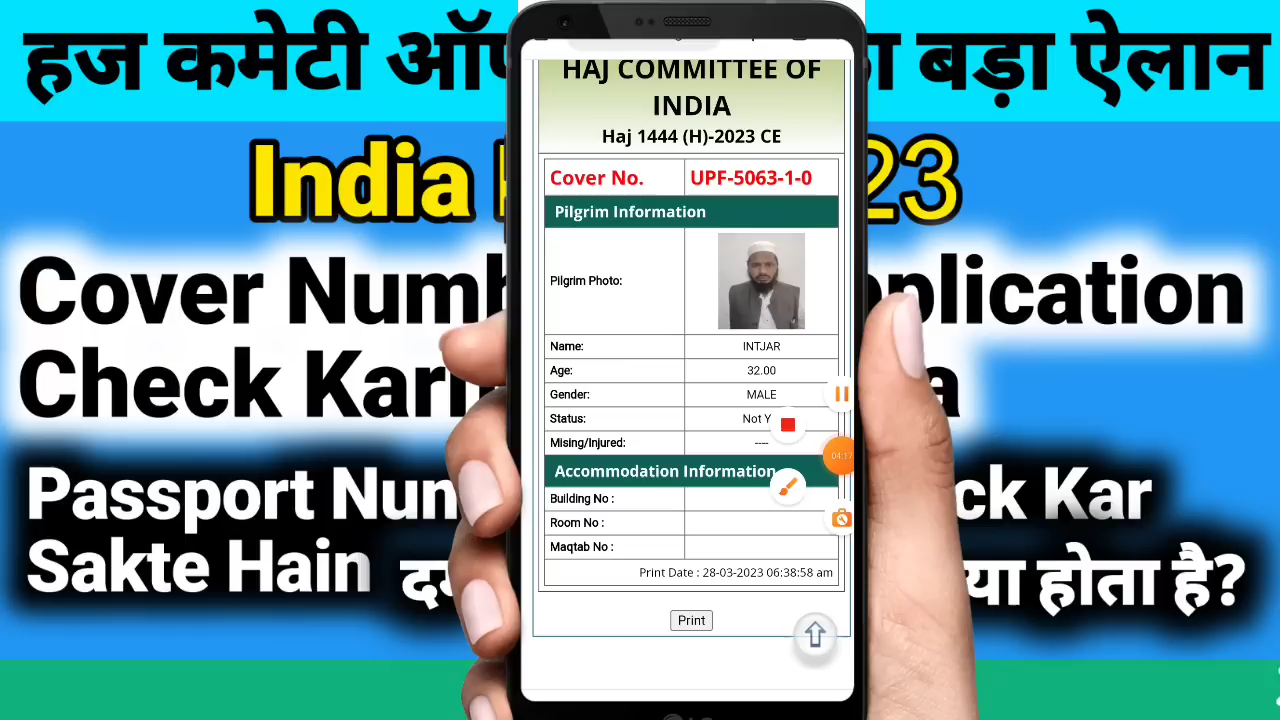 हज कमेटी
बड़ा ऐलान
India
23
Cover Numb
plication
Check Kari
a
Passport Num
ck Kar
Sakte Hain
या होता है?
HAJ COMMITTEE OF
INDIA
Haj 1444 (H)-2023 CE
Cover No. UPF-5063-1-0
Pilgrim Information
Pilgrim Photo:
Name: INTJAR
Age: 32.00
Gender: MALE
Status: Not Y
Mising/Injured: ----
Accommodation Information
Building No :
Room No :
Maqtab No :
Print Date : 28-03-2023 06:38:58 am
Print
04:17